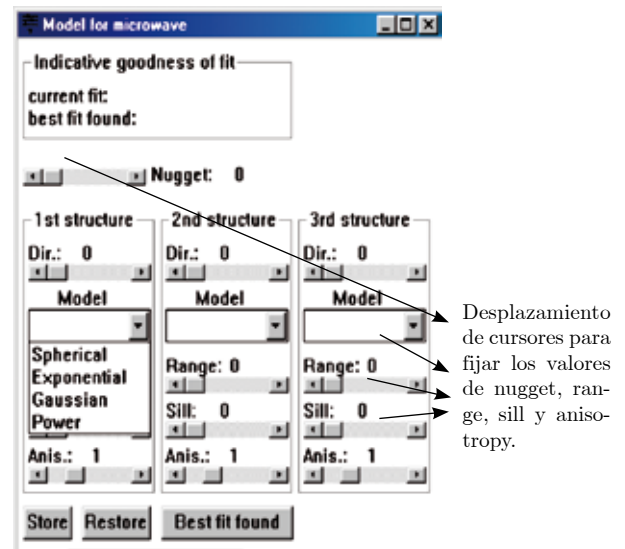 Model for microwave
Indicative goodness of fit
current fit:
best fit found:
Nugget: 0
1st structure
Dir.: 0
Model
Spherical
Exponential
Gaussian
Power
Anis.: 1
2nd structure
Dir.: 0
Model
Range: 0
Sill: 0
Anis.: 1
3rd structure
Dir.: 0
Model
Range: 0
Sill: 0
Anis.: 1
Desplazamiento
de cursores para
fijar los valores
de nugget, ran-
ge, sill y aniso-
tropy.
Store Restore Best fit found